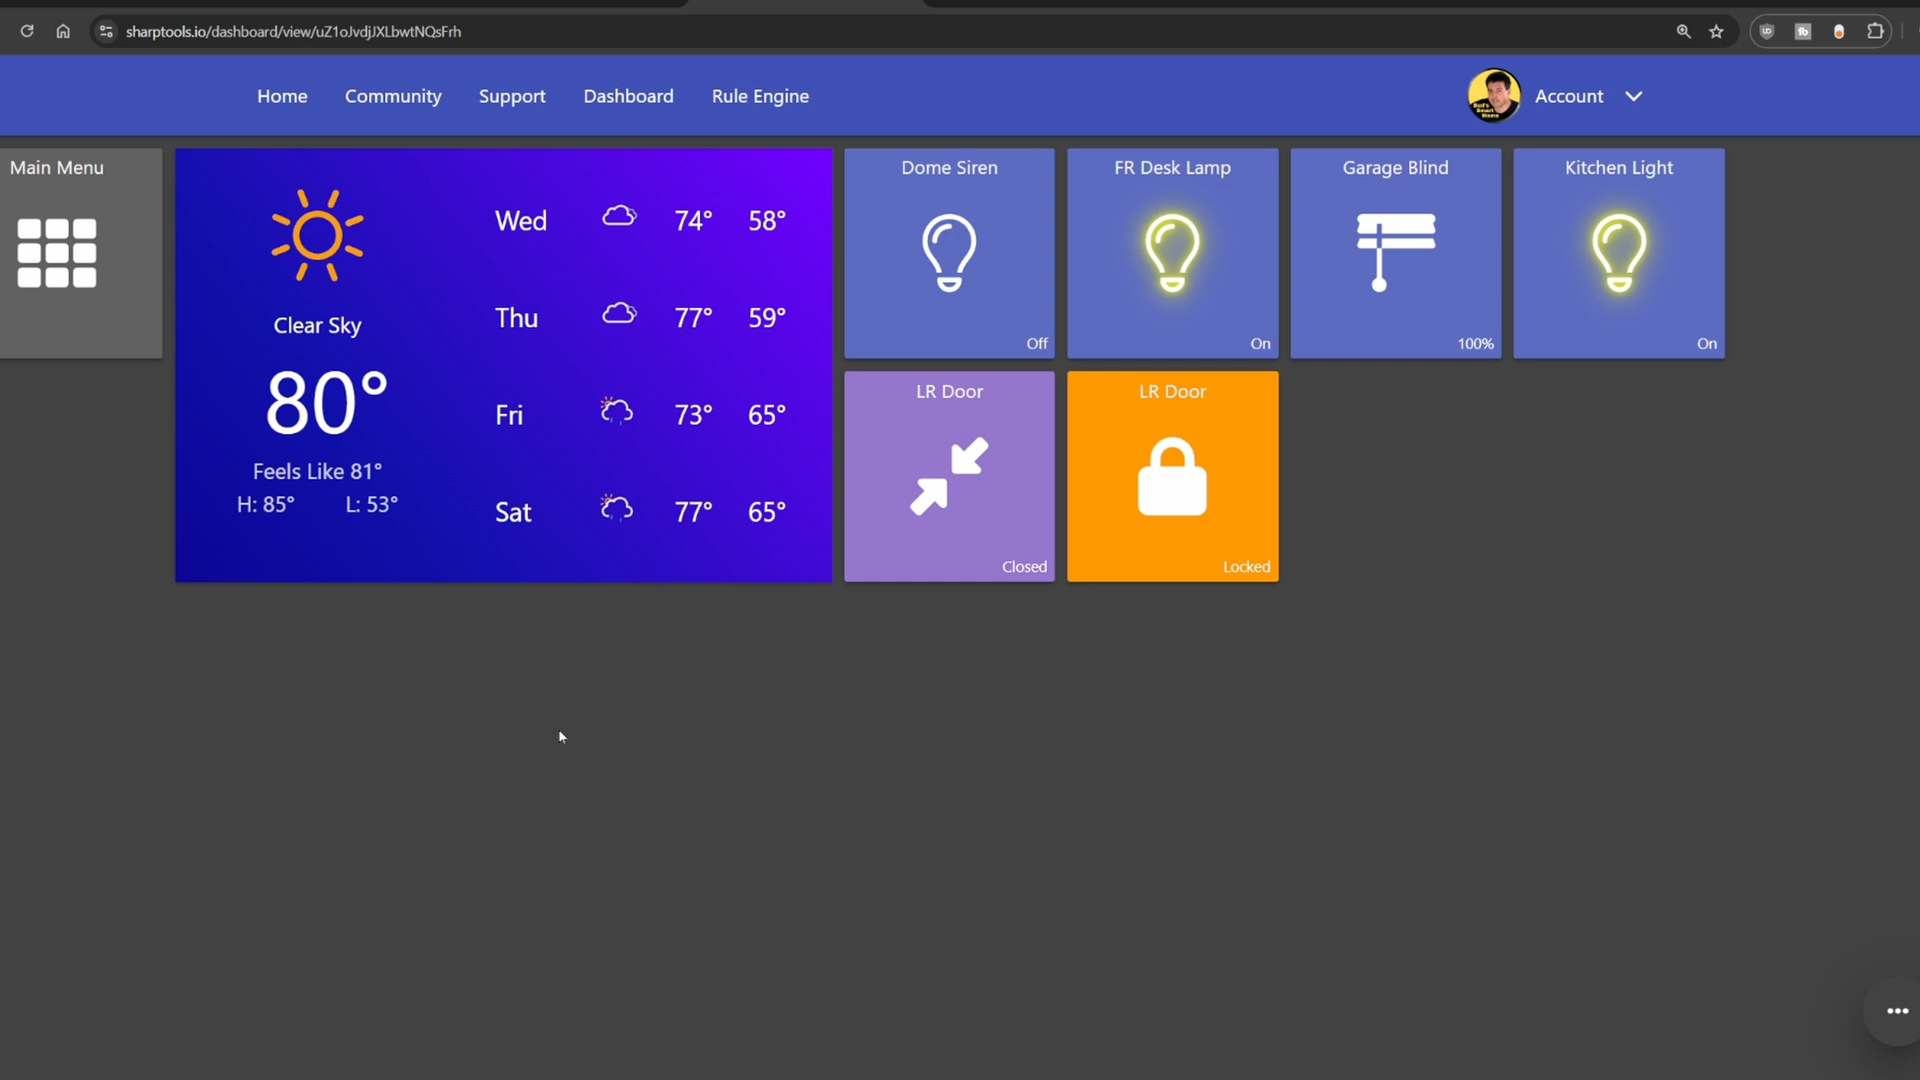 sharptools.io/dashboard/view/uZ1oJvdjJXLbwtNQsFrh
Home Community Support Dashboard Rule Engine
Account
Main Menu
Clear Sky
80°
Feels Like 81°
H: 85° L: 53°
Wed 74° 58°
Thu 77° 59°
Fri 73° 65°
Sat 77° 65°
Dome Siren
Off
FR Desk Lamp
On
Garage Blind
100%
Kitchen Light
On
LR Door
Closed
LR Door
Locked